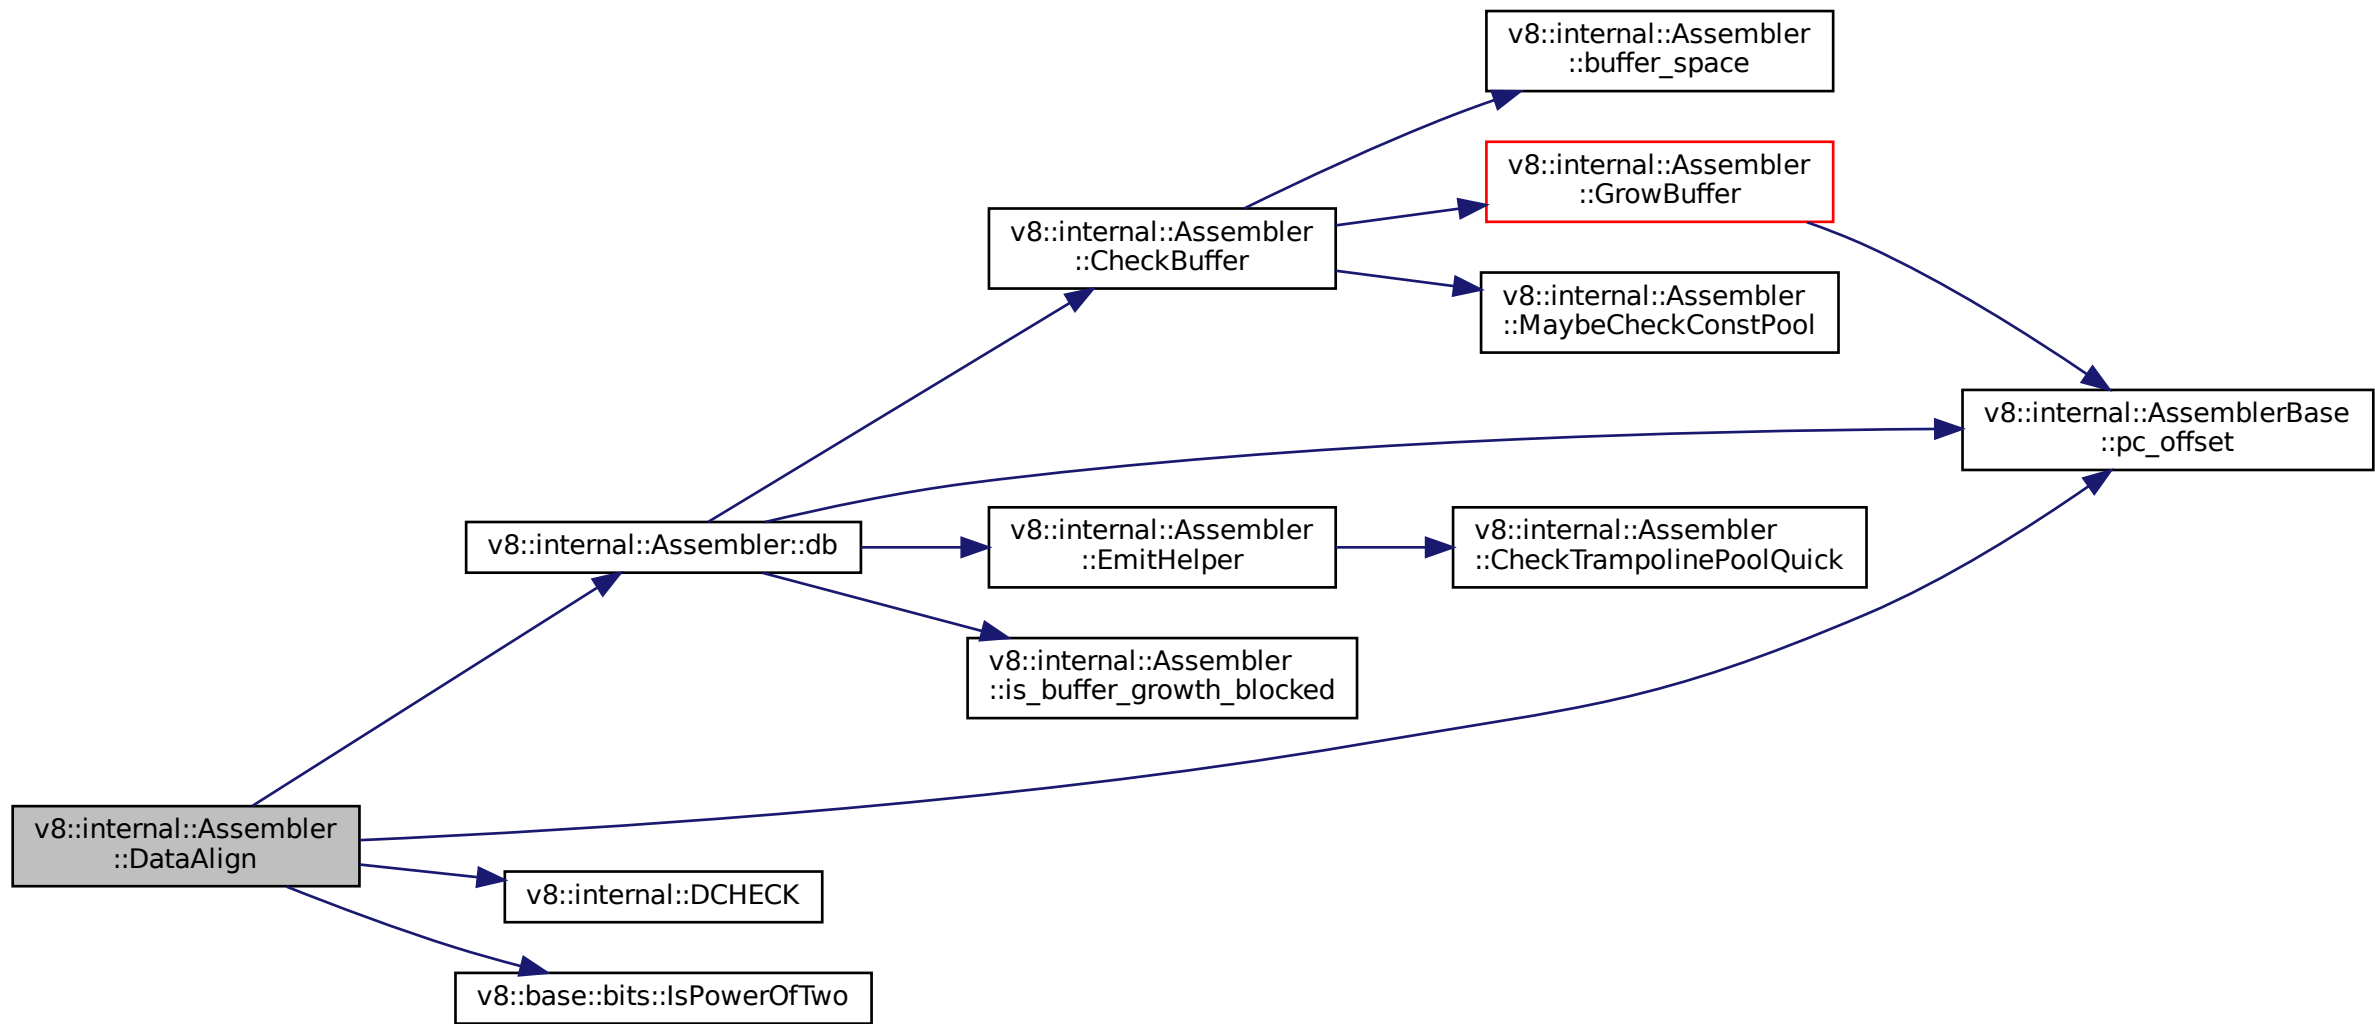 v8::internal::Assembler
::buffer_space
v8::internal::Assembler
::GrowBuffer
v8::internal::Assembler
::CheckBuffer
v8::internal::Assembler
::MaybeCheckConstPool
v8::internal::AssemblerBase
::pc_offset
v8::internal::Assembler::db
v8::internal::Assembler
::EmitHelper
v8::internal::Assembler
::CheckTrampolinePoolQuick
v8::internal::Assembler
::is_buffer_growth_blocked
v8::internal::Assembler
::DataAlign
v8::internal::DCHECK
v8::base::bits::IsPowerOfTwo